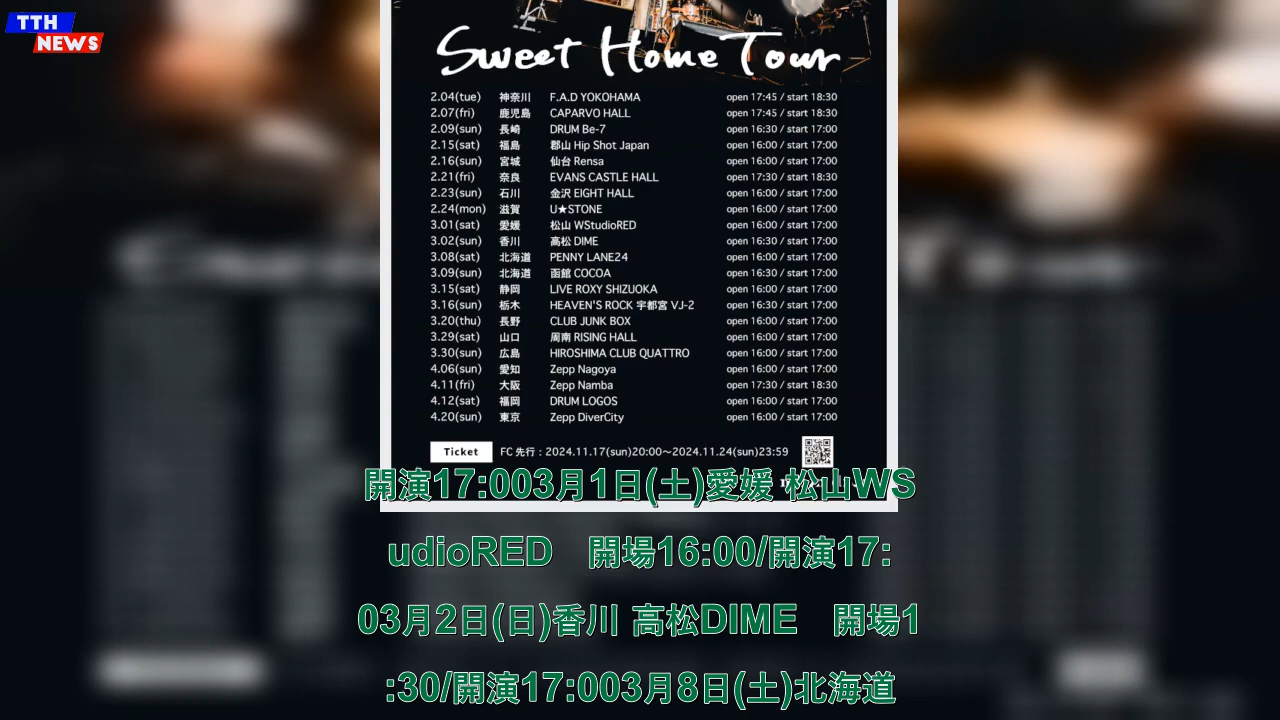 TTH
NEWS
Sweet Home Tour
2.04(tue) 神奈川 F.A.D YOKOHAMA open 17:45 / start 18:30
2.07(fri) 鹿児島 CAPARVO HALL open 17:45 / start 18:30
2.09(sun) 長崎 DRUM Be-7 open 16:30 / start 17:00
2.15(sat) 福島 郡山 Hip Shot Japan open 16:00 / start 17:00
2.16(sun) 宮城 仙台 Rensa open 16:00 / start 17:00
2.21(fri) 奈良 EVANS CASTLE HALL open 17:30 / start 18:30
2.23(sun) 石川 金沢 EIGHT HALL open 16:00 / start 17:00
2.24(mon) 滋賀 U★STONE open 16:00 / start 17:00
3.01(sat) 愛媛 松山 WStudioRED open 16:00 / start 17:00
3.02(sun) 香川 高松 DIME open 16:30 / start 17:00
3.08(sat) 北海道 PENNY LANE24 open 16:00 / start 17:00
3.09(sun) 北海道 函館 COCOA open 16:30 / start 17:00
3.15(sat) 静岡 LIVE ROXY SHIZUOKA open 16:00 / start 17:00
3.16(sun) 栃木 HEAVEN'S ROCK 宇都宮 VJ-2 open 16:30 / start 17:00
3.20(thu) 長野 CLUB JUNK BOX open 16:00 / start 17:00
3.29(sat) 山口 周南 RISING HALL open 16:00 / start 17:00
3.30(sun) 広島 HIROSHIMA CLUB QUATTRO open 16:00 / start 17:00
4.06(sun) 愛知 Zepp Nagoya open 16:00 / start 17:00
4.11(fri) 大阪 Zepp Namba open 17:30 / start 18:30
4.12(sat) 福岡 DRUM LOGOS open 16:00 / start 17:00
4.20(sun) 東京 Zepp DiverCity open 16:00 / start 17:00
Ticket FC 先行：2024.11.17(sun)20:00〜2024.11.24(sun)23:59
開演17:003月1日(土)愛媛 松山WS
udioRED　開場16:00/開演17:
03月2日(日)香川 高松DIME　開場1
:30/開演17:003月8日(土)北海道